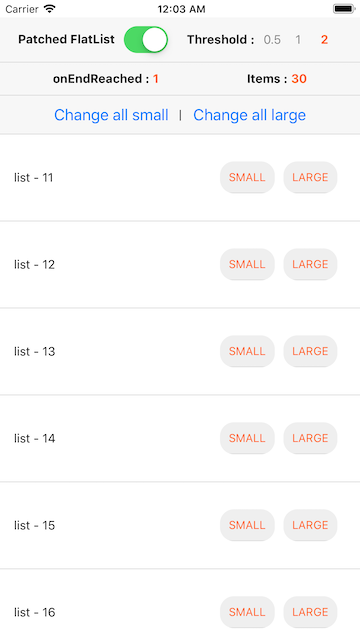 Carrier 12:03 AM
Patched FlatList Threshold : 0.5 1 2
onEndReached : 1 Items : 30
Change all small | Change all large
list - 11 SMALL LARGE
list - 12 SMALL LARGE
list - 13 SMALL LARGE
list - 14 SMALL LARGE
list - 15 SMALL LARGE
list - 16 SMALL LARGE